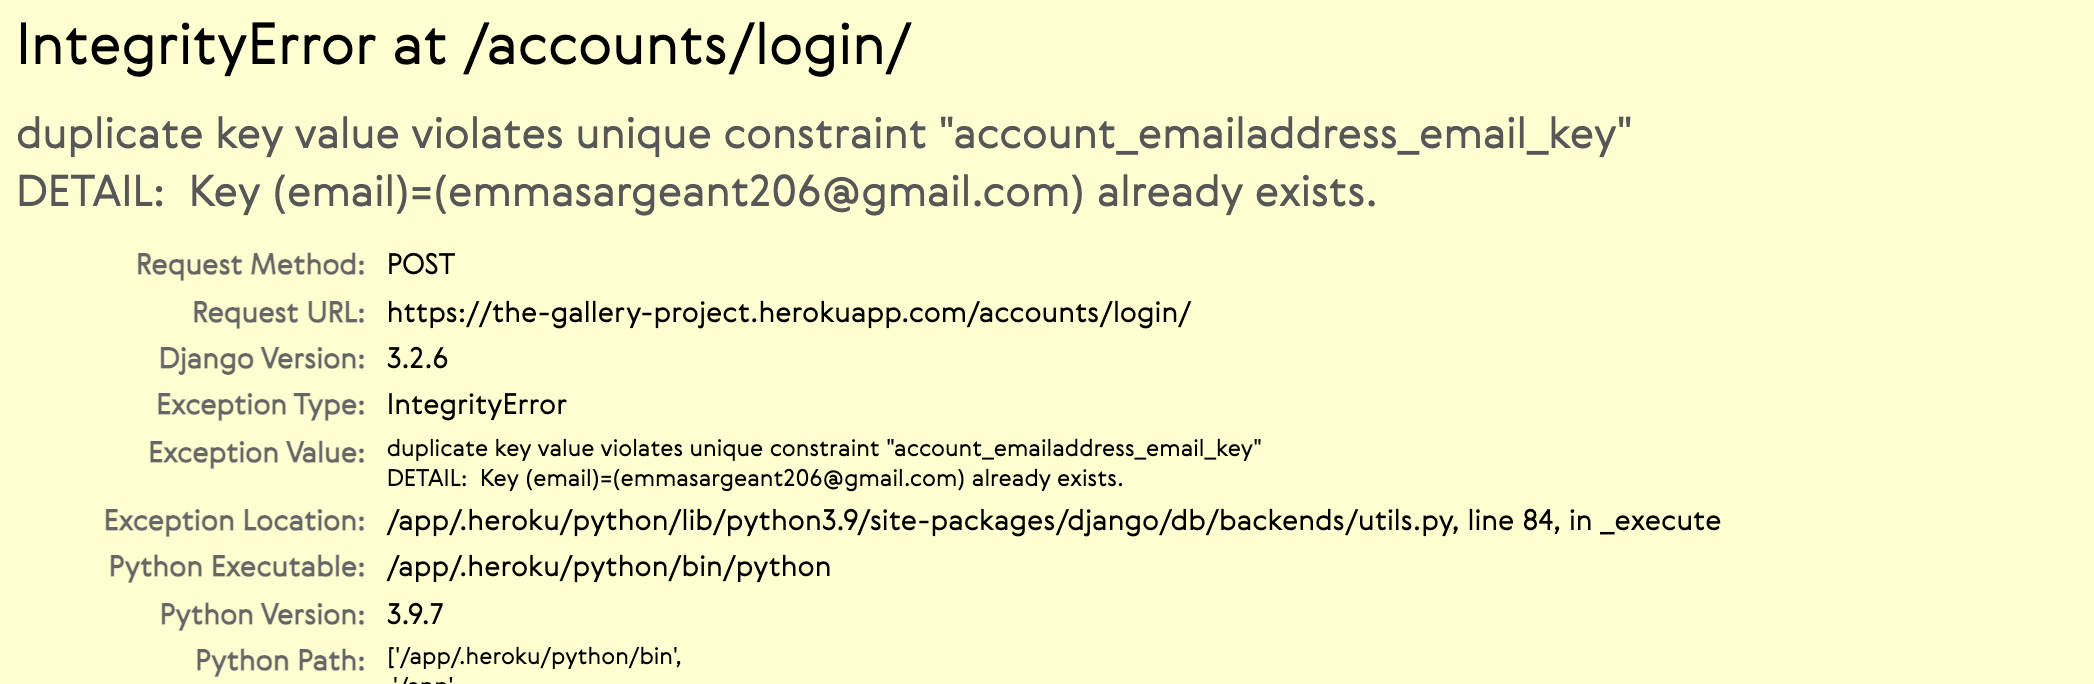 IntegrityError at /accounts/login/
duplicate key value violates unique constraint "account_emailaddress_email_key"
DETAIL:  Key (email)=(emmasargeant206@gmail.com) already exists.
Request Method: POST
Request URL: https://the-gallery-project.herokuapp.com/accounts/login/
Django Version: 3.2.6
Exception Type: IntegrityError
Exception Value: duplicate key value violates unique constraint "account_emailaddress_email_key"
DETAIL:  Key (email)=(emmasargeant206@gmail.com) already exists.
Exception Location: /app/.heroku/python/lib/python3.9/site-packages/django/db/backends/utils.py, line 84, in _execute
Python Executable: /app/.heroku/python/bin/python
Python Version: 3.9.7
Python Path: ['/app/.heroku/python/bin',